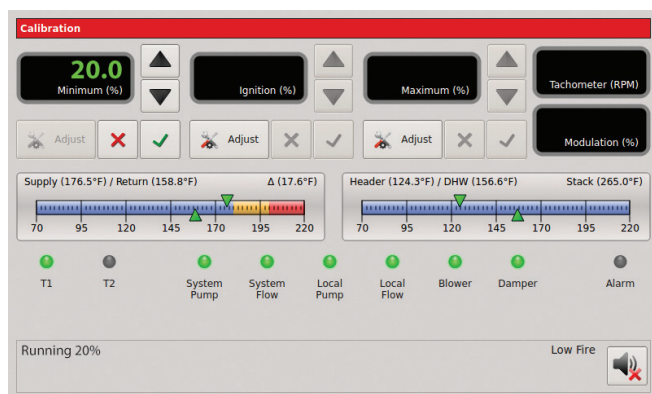 Calibration
20.0
Minimum (%)
Ignition (%)
Maximum (%)
Tachometer (RPM)
Modulation (%)
Adjust
Adjust
Adjust
Supply (176.5°F) / Return (158.8°F) Δ (17.6°F)
70 95 120 145 170 195 220
Header (124.3°F) / DHW (156.6°F) Stack (265.0°F)
70 95 120 145 170 195 220
T1
T2
System
Pump
System
Flow
Local
Pump
Local
Flow
Blower
Damper
Alarm
Running 20%
Low Fire